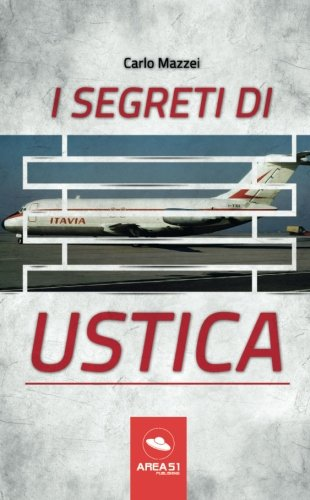 Carlo Mazzei
I SEGRETI DI
ITAVIA
USTICA
AREA 51
PUBLISHING